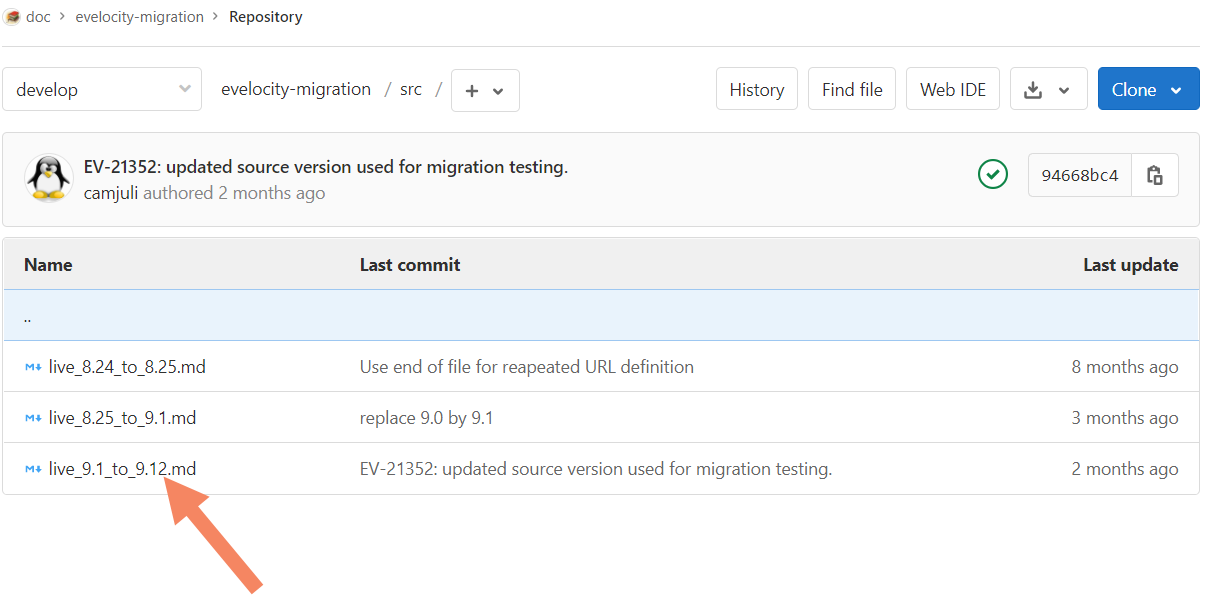 doc > evelocity-migration > Repository
develop evelocity-migration / src / + History Find file Web IDE Clone
EV-21352: updated source version used for migration testing.
camjuli authored 2 months ago
94668bc4
Name Last commit Last update
..
M↓ live_8.24_to_8.25.md Use end of file for reapeated URL definition 8 months ago
M↓ live_8.25_to_9.1.md replace 9.0 by 9.1 3 months ago
M↓ live_9.1_to_9.12.md EV-21352: updated source version used for migration testing. 2 months ago